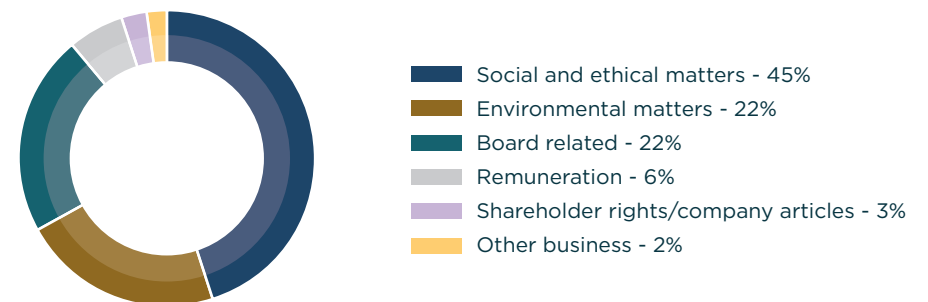 Social and ethical matters - 45%
Environmental matters - 22%
Board related - 22%
Remuneration - 6%
Shareholder rights/company articles - 3%
Other business - 2%